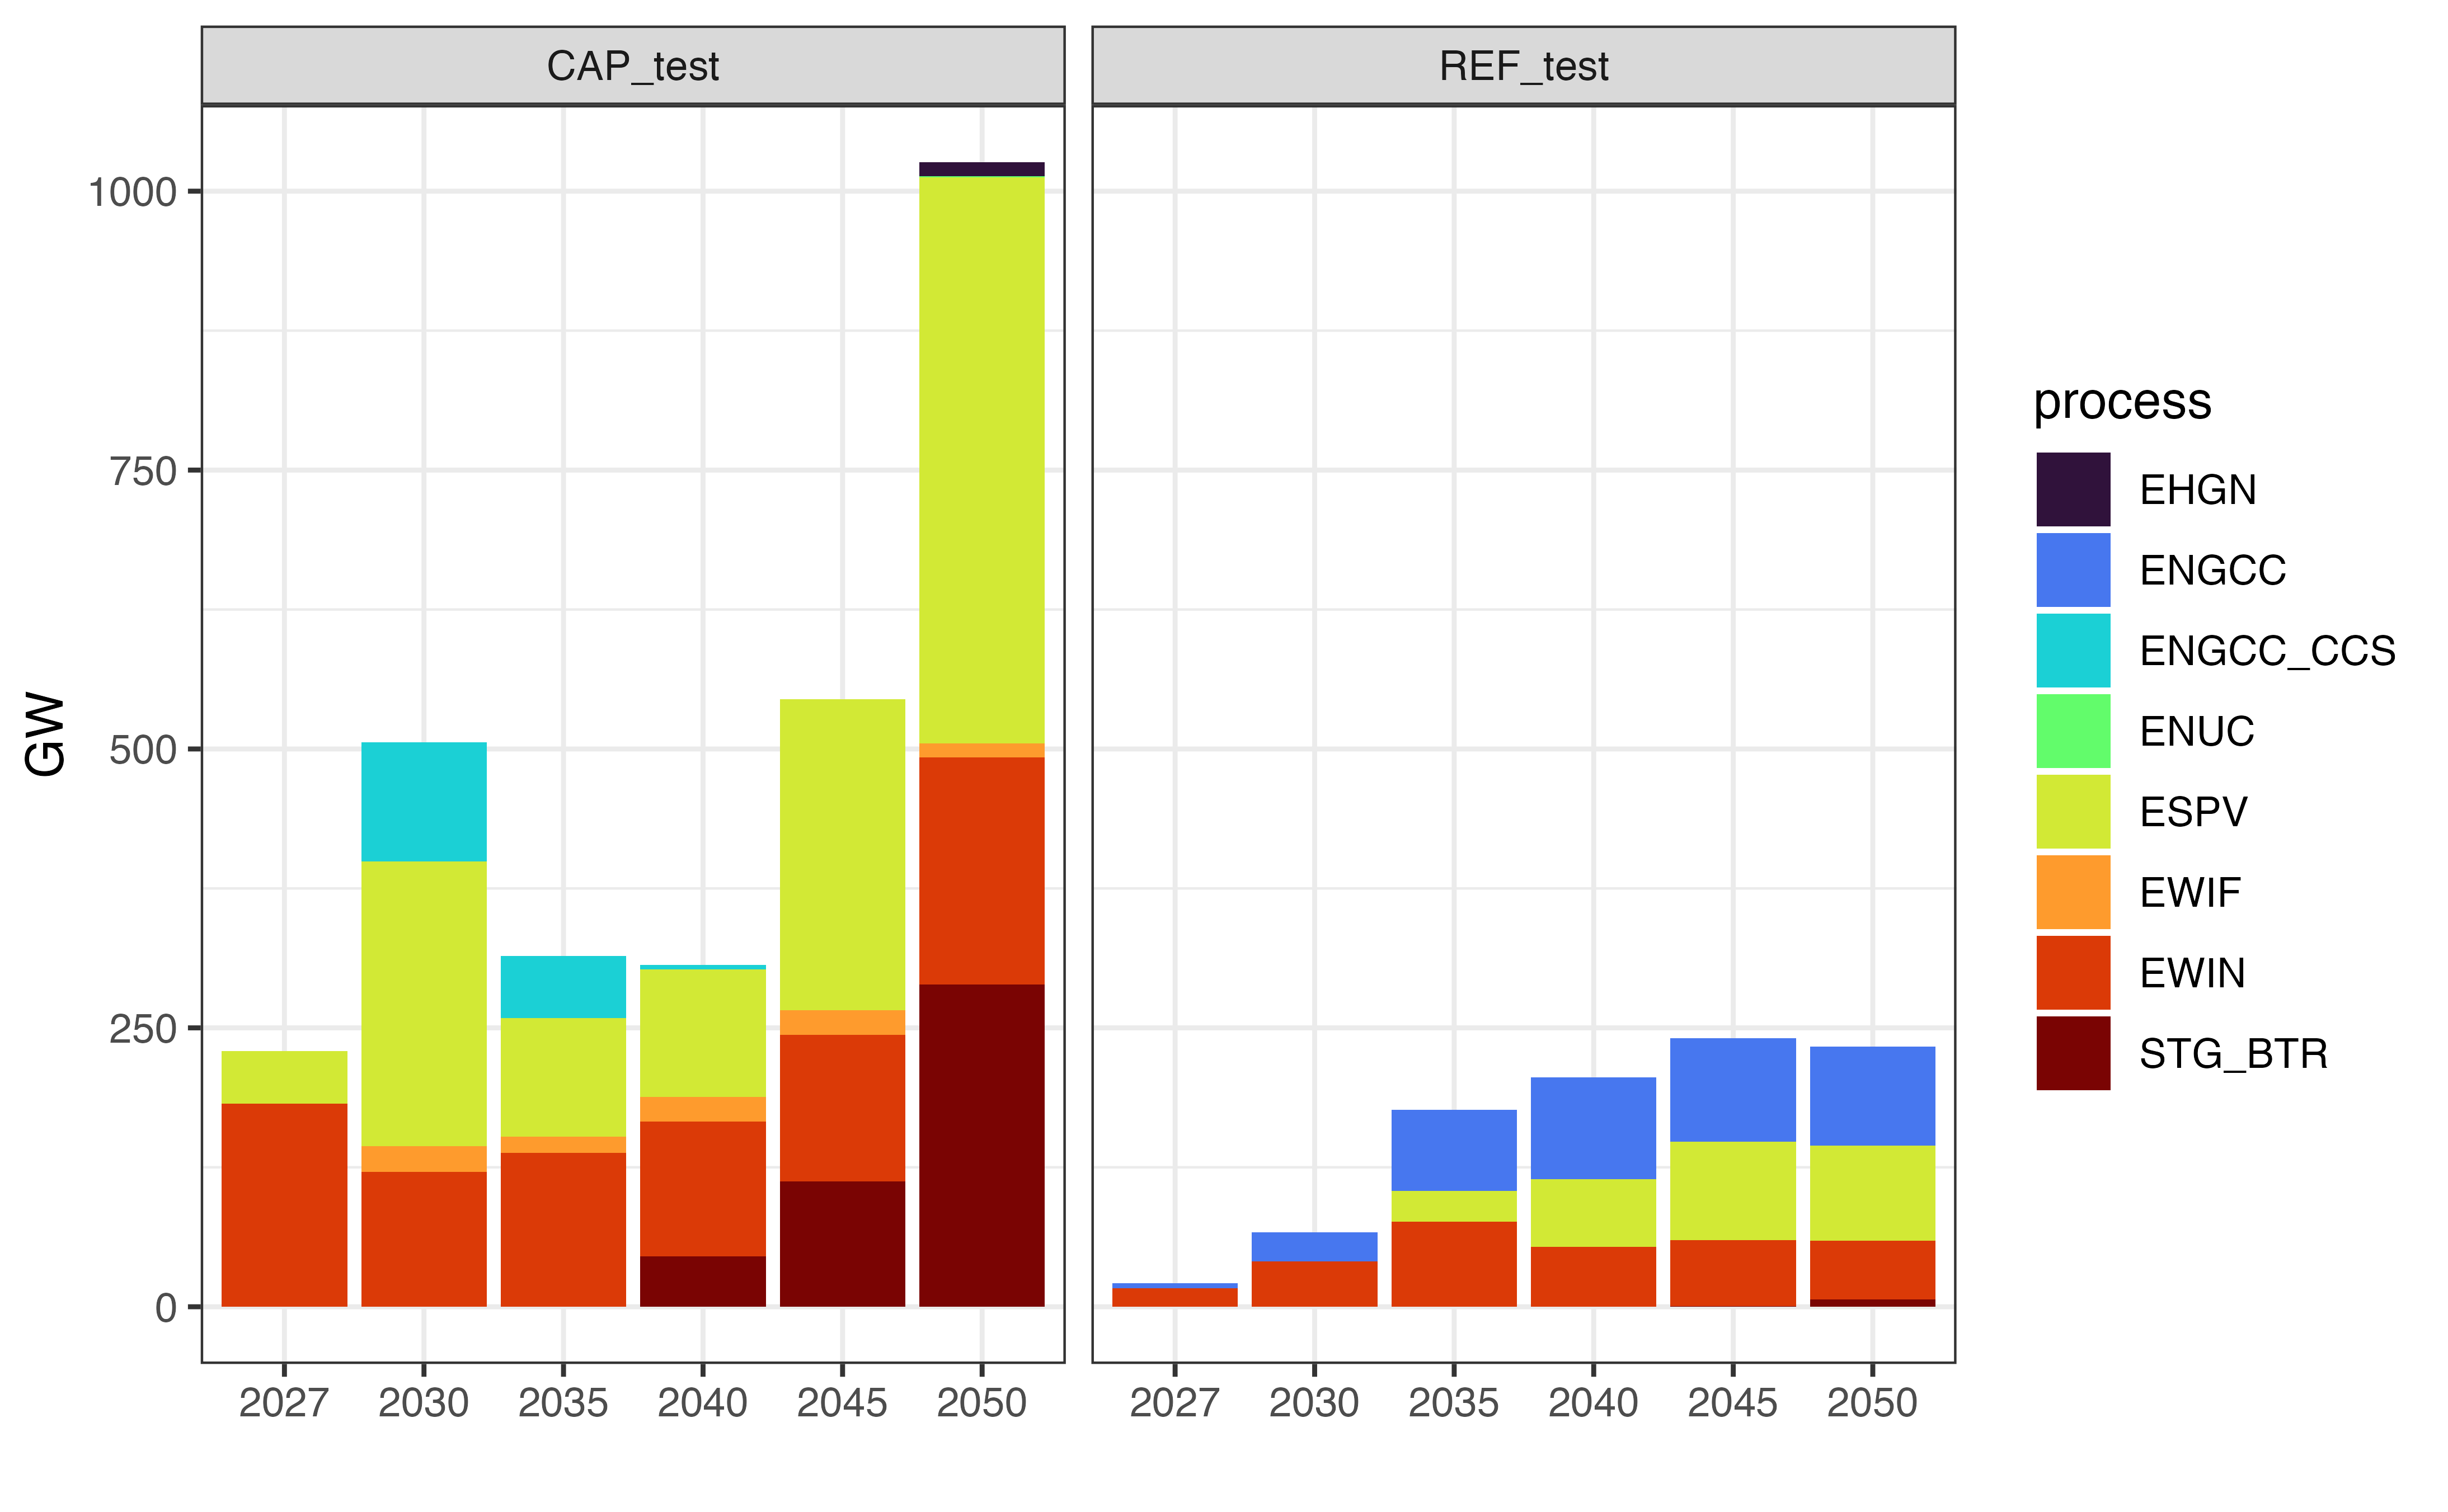 CAP_test
REF_test
GW
1000
750
500
250
0
2027 2030 2035 2040 2045 2050
2027 2030 2035 2040 2045 2050
process
EHGN
ENGCC
ENGCC_CCS
ENUC
ESPV
EWIF
EWIN
STG_BTR